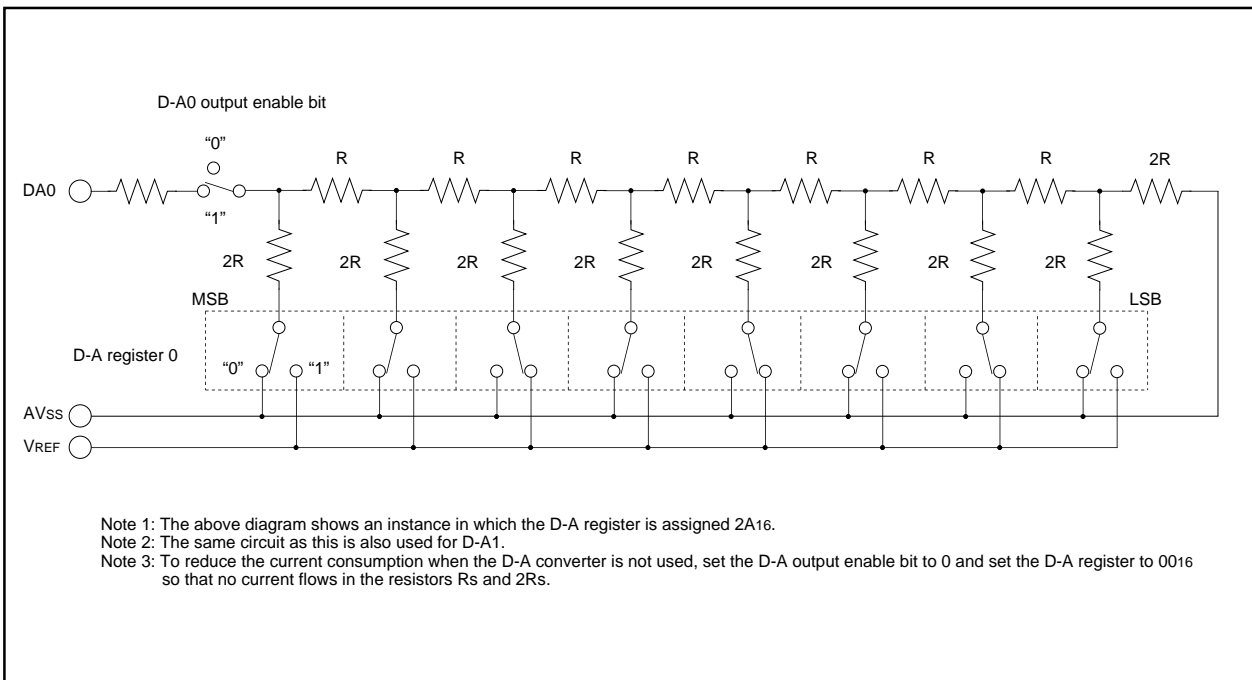 D-A0 output enable bit
“0”
R R R R R R R 2R
DA0
“1”
2R 2R 2R 2R 2R 2R 2R 2R
MSB LSB
D-A register 0
“0” “1”
AVSS
VREF
Note 1: The above diagram shows an instance in which the D-A register is assigned 2A16.
Note 2: The same circuit as this is also used for D-A1.
Note 3: To reduce the current consumption when the D-A converter is not used, set the D-A output enable bit to 0 and set the D-A register to 0016
so that no current flows in the resistors Rs and 2Rs.